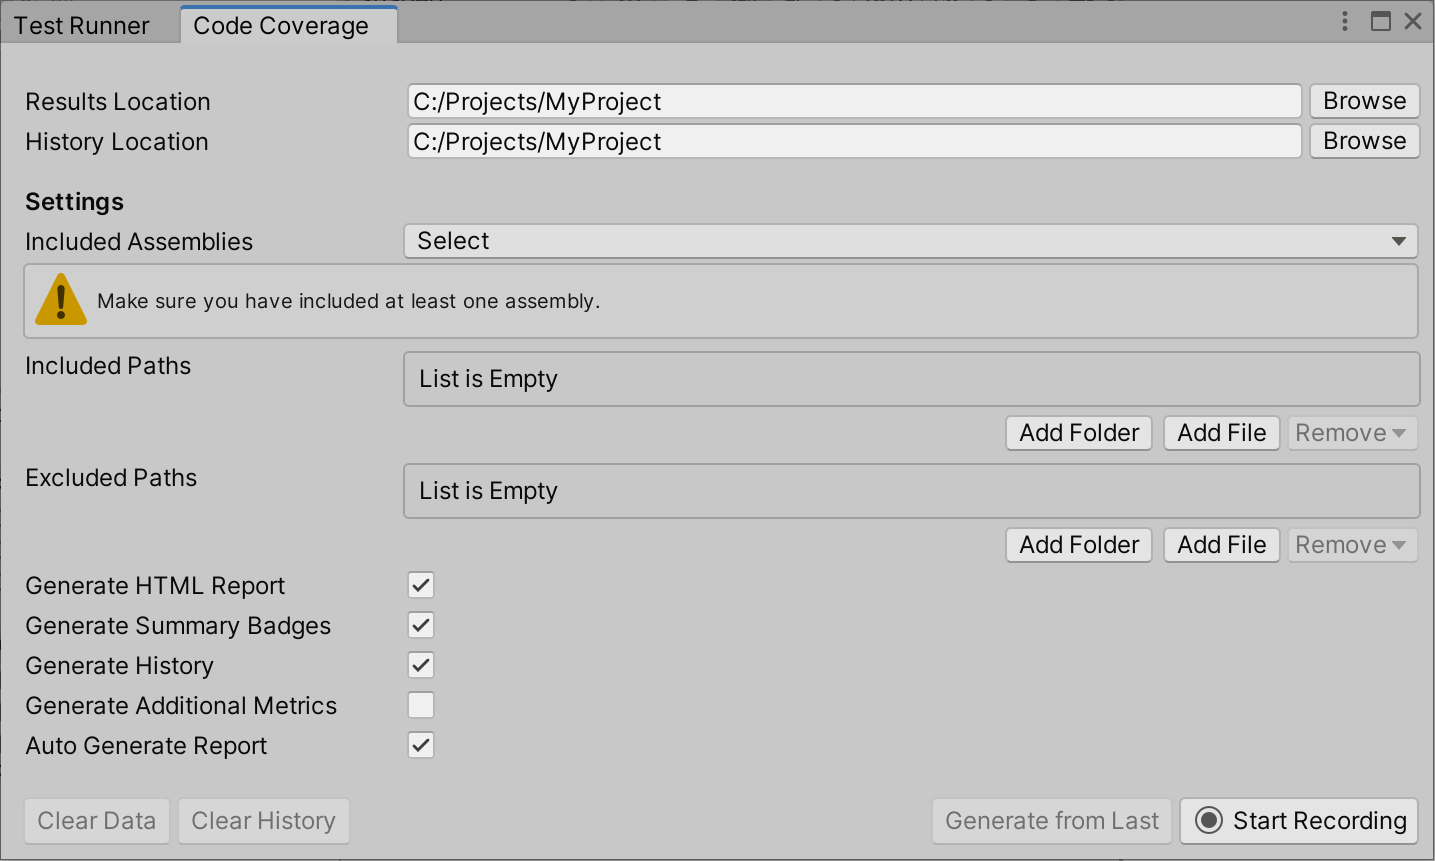 Test Runner Code Coverage
Results Location C:/Projects/MyProject Browse
History Location C:/Projects/MyProject Browse
Settings
Included Assemblies Select
Make sure you have included at least one assembly.
Included Paths List is Empty
Add Folder Add File Remove
Excluded Paths List is Empty
Add Folder Add File Remove
Generate HTML Report
Generate Summary Badges
Generate History
Generate Additional Metrics
Auto Generate Report
Clear Data Clear History Generate from Last Start Recording